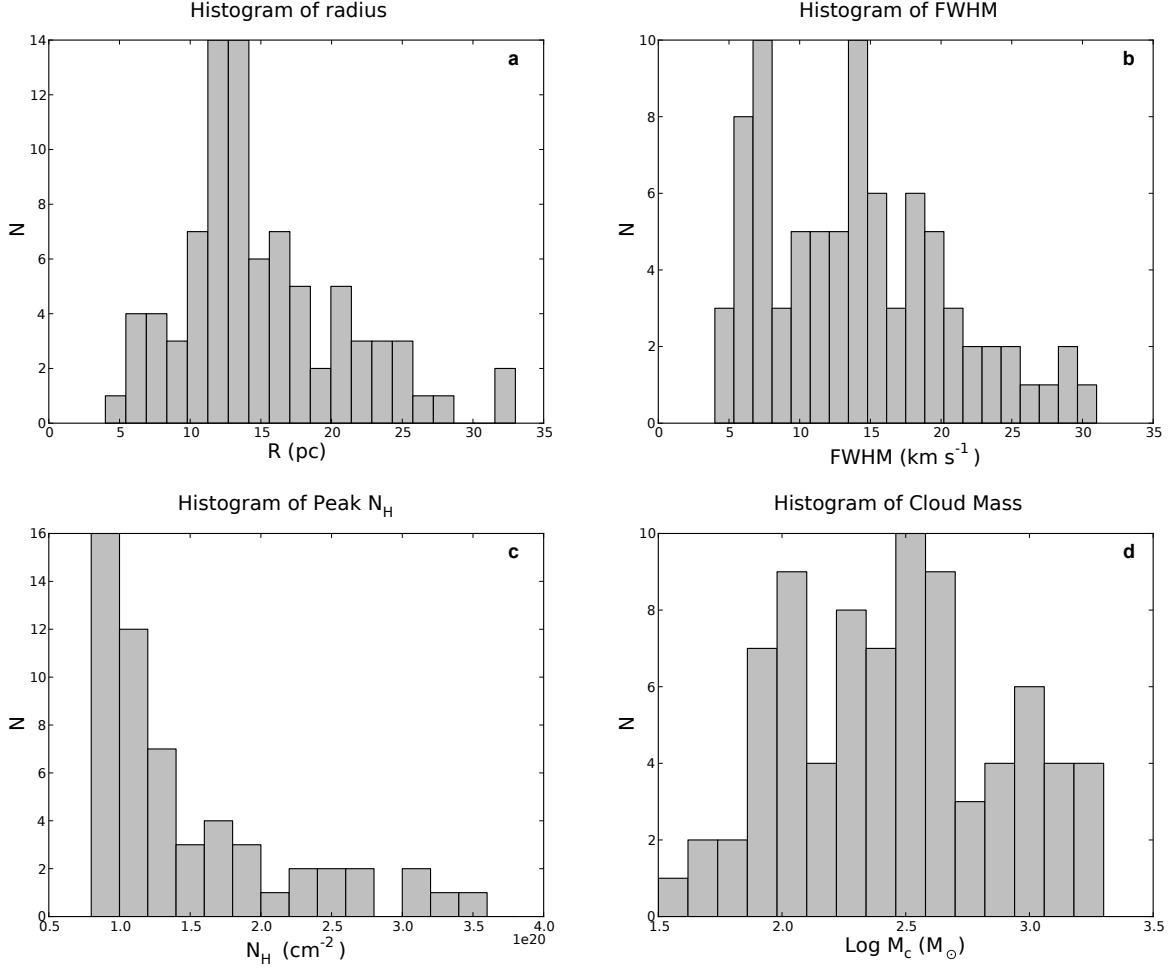 Histogram of radius
a
14
12
10
8
6
4
2
0
N
0 5 10 15 20 25 30 35
R (pc)
Histogram of FWHM
b
10
8
6
4
2
0
N
0 5 10 15 20 25 30 35
FWHM (km s⁻¹)
Histogram of Peak N_H
c
16
14
12
10
8
6
4
2
0
N
0.5 1.0 1.5 2.0 2.5 3.0 3.5 4.0
1e20
N_H (cm⁻²)
Histogram of Cloud Mass
d
10
8
6
4
2
0
N
1.5 2.0 2.5 3.0 3.5
Log M_c (M_⊙)